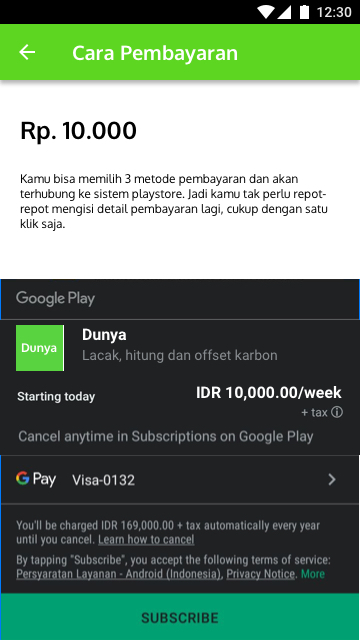 12:30
Cara Pembayaran
Rp. 10.000
Kamu bisa memilih 3 metode pembayaran dan akan
terhubung ke sistem playstore. Jadi kamu tak perlu repot-
repot mengisi detail pembayaran lagi, cukup dengan satu
klik saja.
Google Play
Dunya
Dunya
Lacak, hitung dan offset karbon
Starting today
IDR 10,000.00/week
+ tax ⓘ
Cancel anytime in Subscriptions on Google Play
G Pay Visa-0132
You'll be charged IDR 169,000.00 + tax automatically every year
until you cancel. Learn how to cancel
By tapping "Subscribe", you accept the following terms of service:
Persyaratan Layanan - Android (Indonesia), Privacy Notice. More
SUBSCRIBE